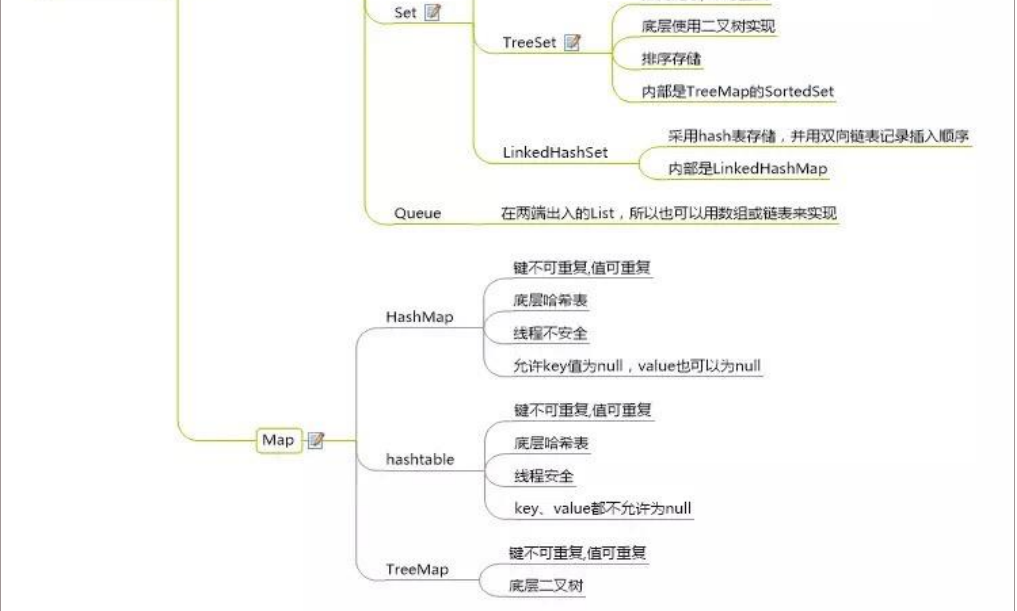 Set
TreeSet
底层使用二叉树实现
排序存储
内部是TreeMap的SortedSet
LinkedHashSet
采用hash表存储，并用双向链表记录插入顺序
内部是LinkedHashMap
Queue
在两端出入的List，所以也可以用数组或链表来实现
Map
HashMap
键不可重复,值可重复
底层哈希表
线程不安全
允许key值为null，value也可以为null
hashtable
键不可重复,值可重复
底层哈希表
线程安全
key、value都不允许为null
TreeMap
键不可重复,值可重复
底层二叉树